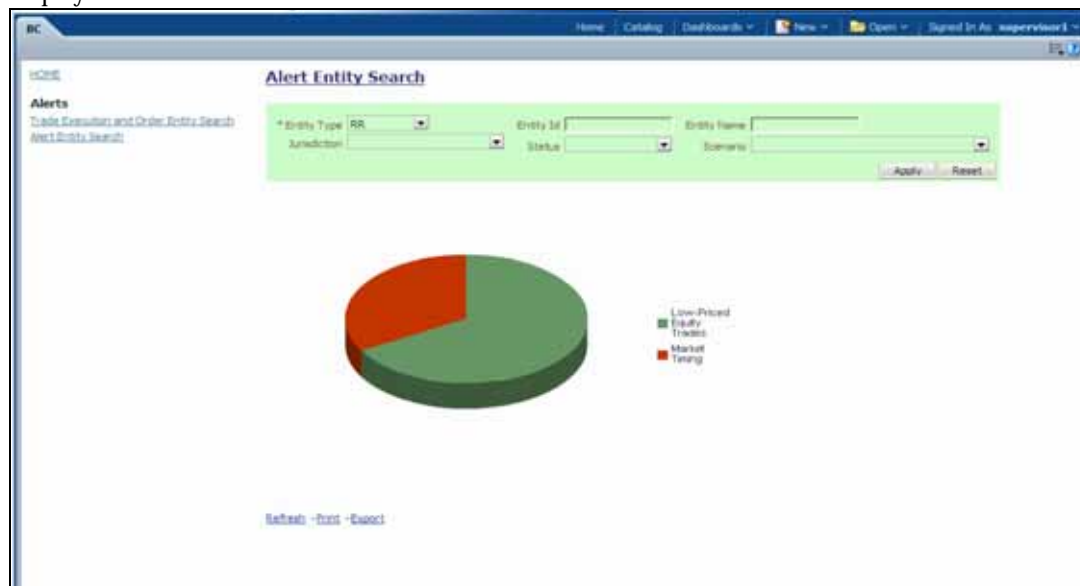 BC
Home Catalog Dashboards New Open Signed In As supervisor1
HOME
Alert Entity Search
Alerts
Trade Execution and Order Entity Search
Alert Entity Search
* Entity Type RR Entity Id Entity Name
Jurisdiction Status Scenario
Apply Reset
Low-Priced
Equity
Trades
Market
Timing
Refresh - Print - Export